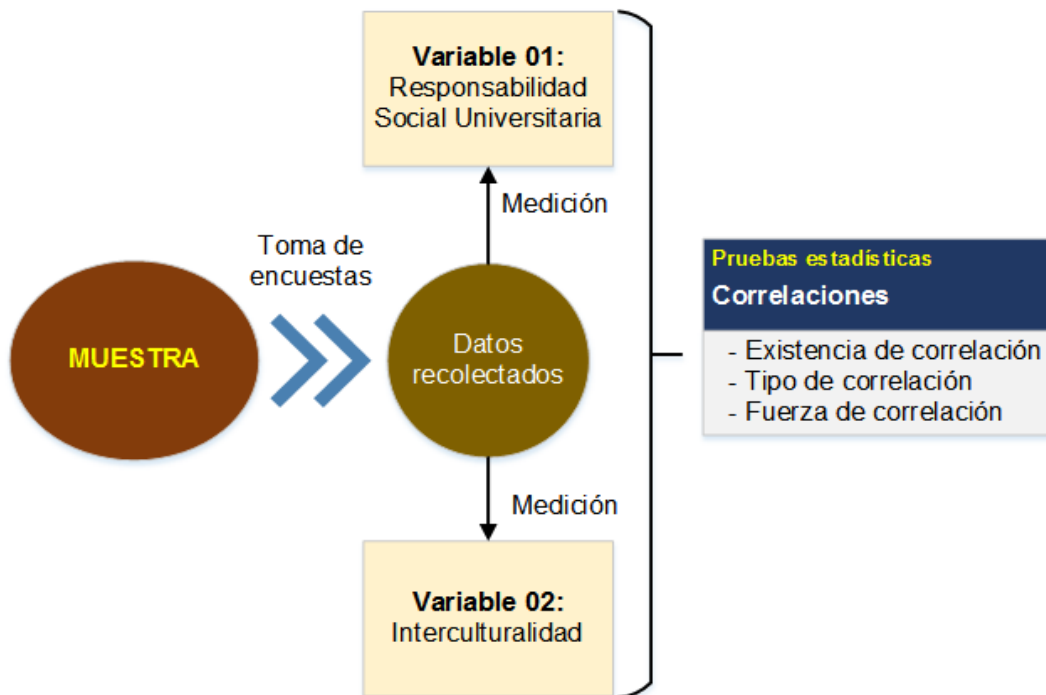 Variable 01:
Responsabilidad
Social Universitaria
Medición
Toma de
encuestas
MUESTRA
Datos
recolectados
Medición
Variable 02:
Interculturalidad
Pruebas estadísticas
Correlaciones
- Existencia de correlación
- Tipo de correlación
- Fuerza de correlación